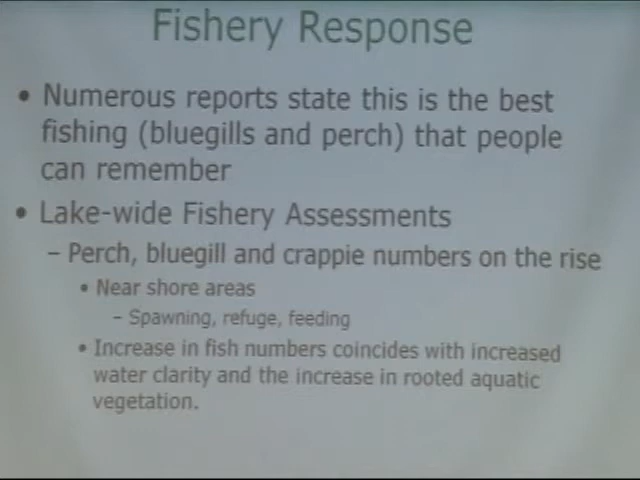 Fishery Response
• Numerous reports state this is the best
fishing (bluegills and perch) that people
can remember
• Lake-wide Fishery Assessments
– Perch, bluegill and crappie numbers on the rise
• Near shore areas
– Spawning, refuge, feeding
• Increase in fish numbers coincides with increased
water clarity and the increase in rooted aquatic
vegetation.